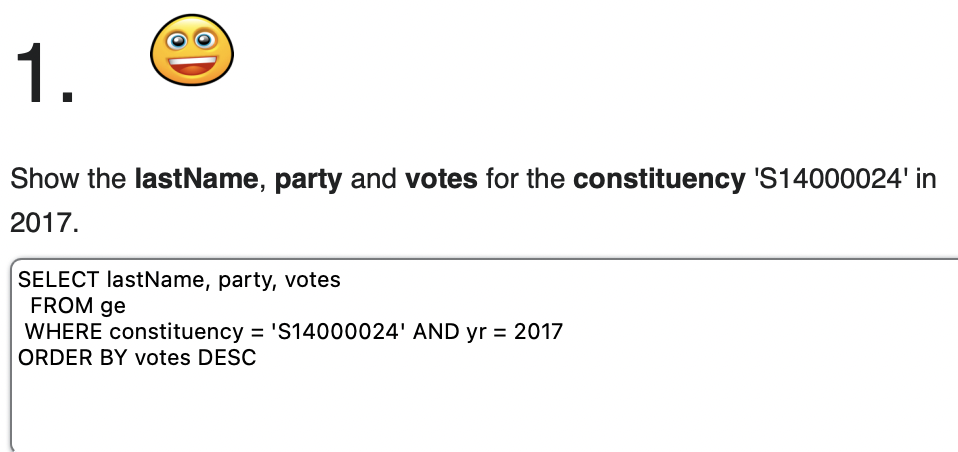 1.
Show the lastName, party and votes for the constituency 'S14000024' in
2017.
SELECT lastName, party, votes
FROM ge
WHERE constituency = 'S14000024' AND yr = 2017
ORDER BY votes DESC